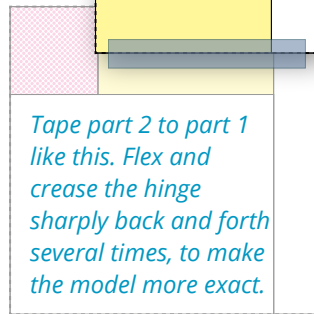 Tape part 2 to part 1
like this. Flex and
crease the hinge
sharply back and forth
several times, to make
the model more exact.